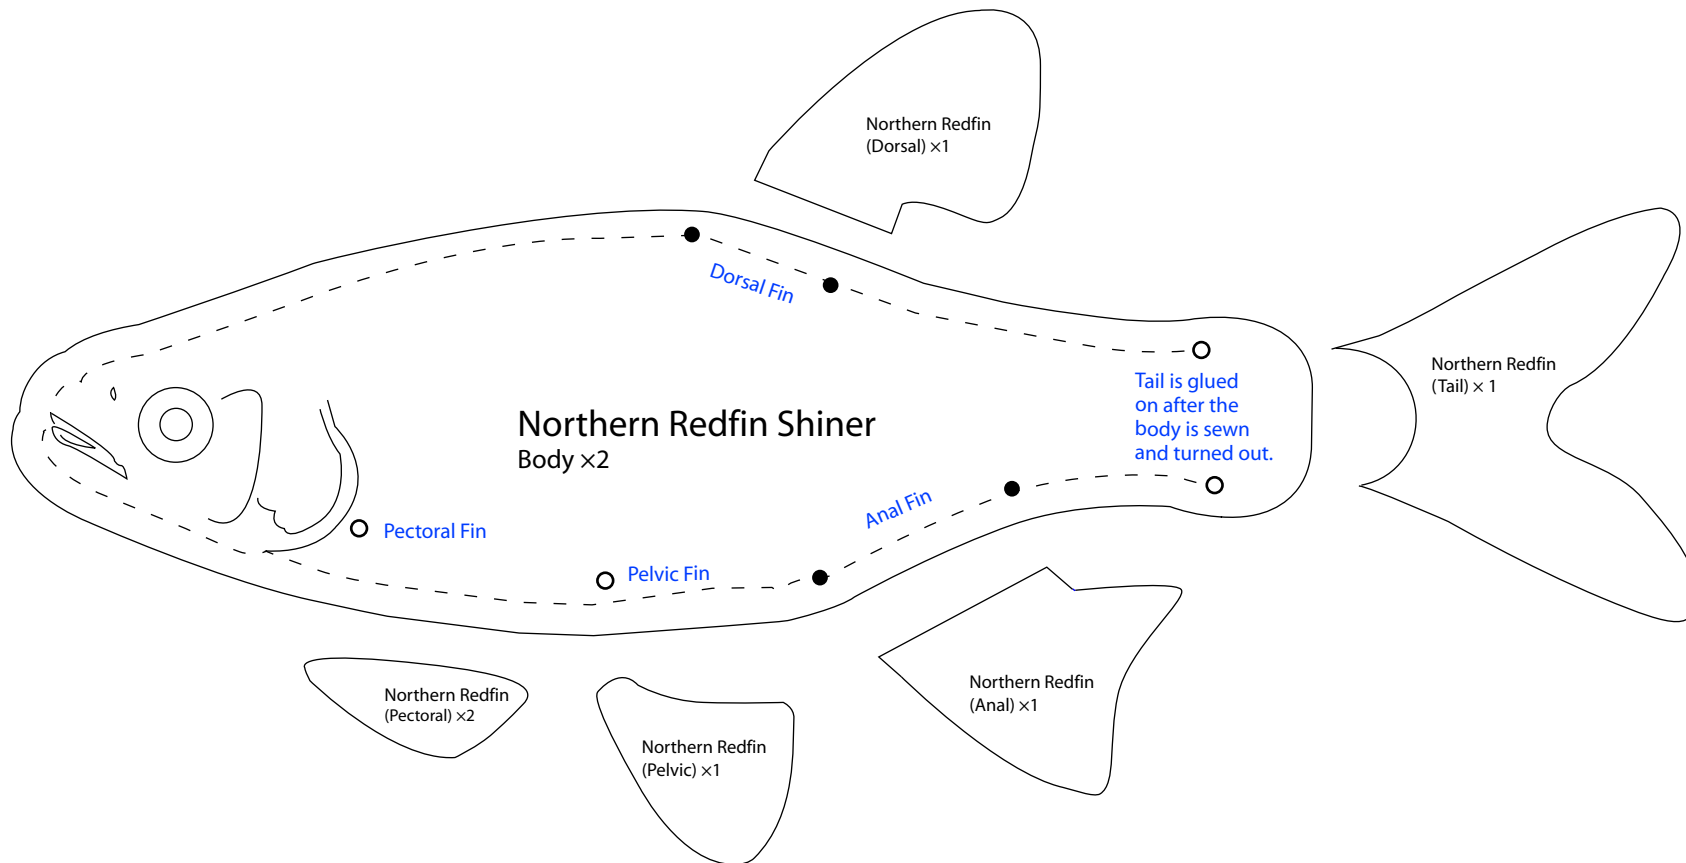 Northern Redfin
(Dorsal) ×1
Dorsal Fin
Northern Redfin
(Tail) × 1
Tail is glued
on after the
body is sewn
and turned out.
Northern Redfin Shiner
Body ×2
Anal Fin
Pectoral Fin
Pelvic Fin
Northern Redfin
(Pectoral) ×2
Northern Redfin
(Pelvic) ×1
Northern Redfin
(Anal) ×1